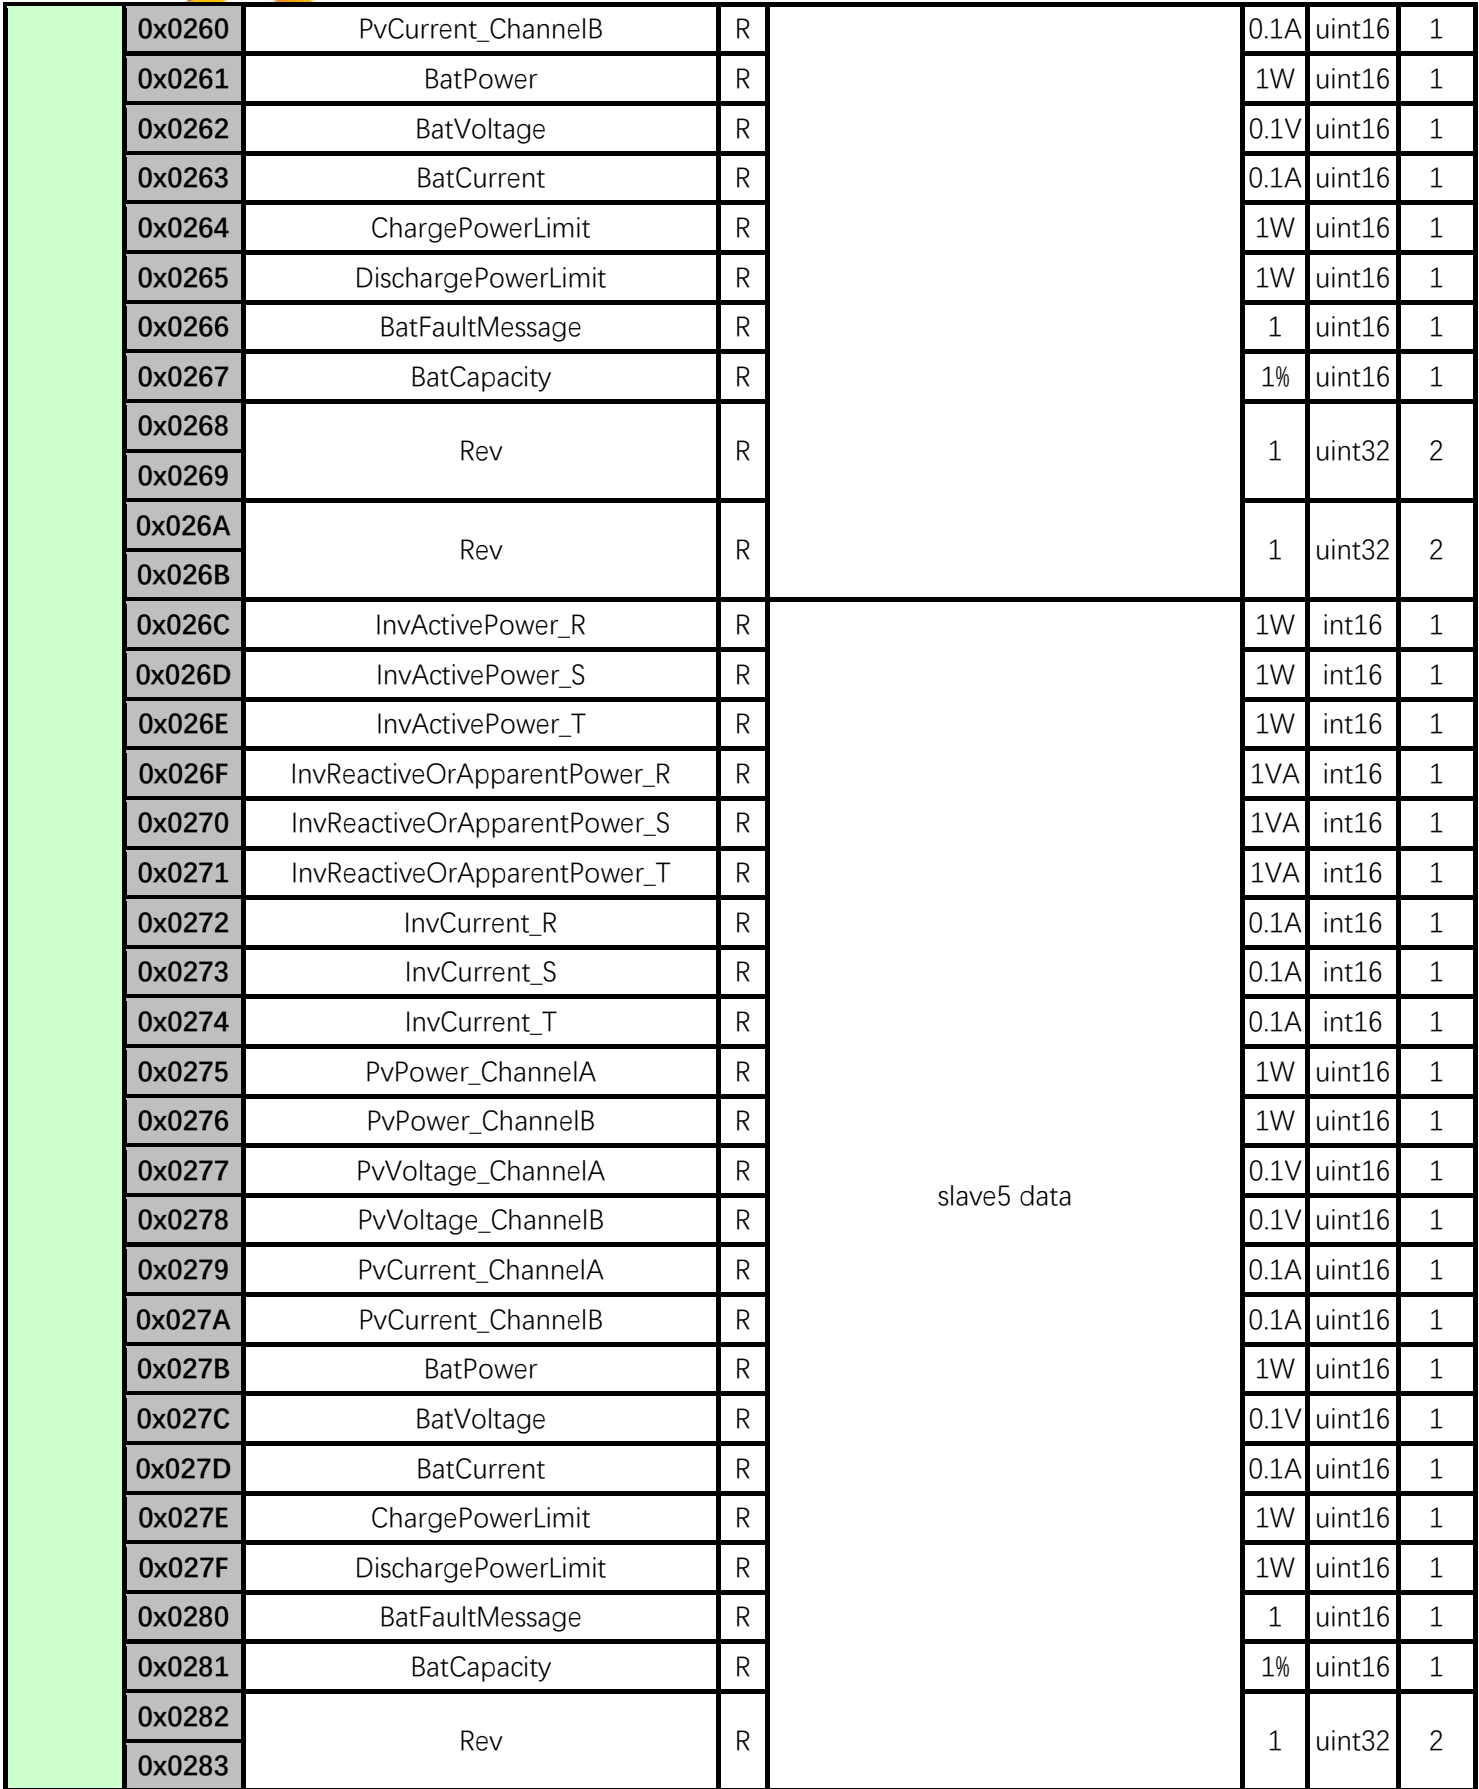 0x0260 PvCurrent_ChannelB R 0.1A uint16 1
0x0261 BatPower R 1W uint16 1
0x0262 BatVoltage R 0.1V uint16 1
0x0263 BatCurrent R 0.1A uint16 1
0x0264 ChargePowerLimit R 1W uint16 1
0x0265 DischargePowerLimit R 1W uint16 1
0x0266 BatFaultMessage R 1 uint16 1
0x0267 BatCapacity R 1% uint16 1
0x0268
Rev R 1 uint32 2
0x0269
0x026A
Rev R 1 uint32 2
0x026B
0x026C InvActivePower_R R 1W int16 1
0x026D InvActivePower_S R 1W int16 1
0x026E InvActivePower_T R 1W int16 1
0x026F InvReactiveOrApparentPower_R R 1VA int16 1
0x0270 InvReactiveOrApparentPower_S R 1VA int16 1
0x0271 InvReactiveOrApparentPower_T R 1VA int16 1
0x0272 InvCurrent_R R 0.1A int16 1
0x0273 InvCurrent_S R 0.1A int16 1
0x0274 InvCurrent_T R 0.1A int16 1
0x0275 PvPower_ChannelA R 1W uint16 1
0x0276 PvPower_ChannelB R 1W uint16 1
0x0277 PvVoltage_ChannelA R 0.1V uint16 1
slave5 data
0x0278 PvVoltage_ChannelB R 0.1V uint16 1
0x0279 PvCurrent_ChannelA R 0.1A uint16 1
0x027A PvCurrent_ChannelB R 0.1A uint16 1
0x027B BatPower R 1W uint16 1
0x027C BatVoltage R 0.1V uint16 1
0x027D BatCurrent R 0.1A uint16 1
0x027E ChargePowerLimit R 1W uint16 1
0x027F DischargePowerLimit R 1W uint16 1
0x0280 BatFaultMessage R 1 uint16 1
0x0281 BatCapacity R 1% uint16 1
0x0282
Rev R 1 uint32 2
0x0283